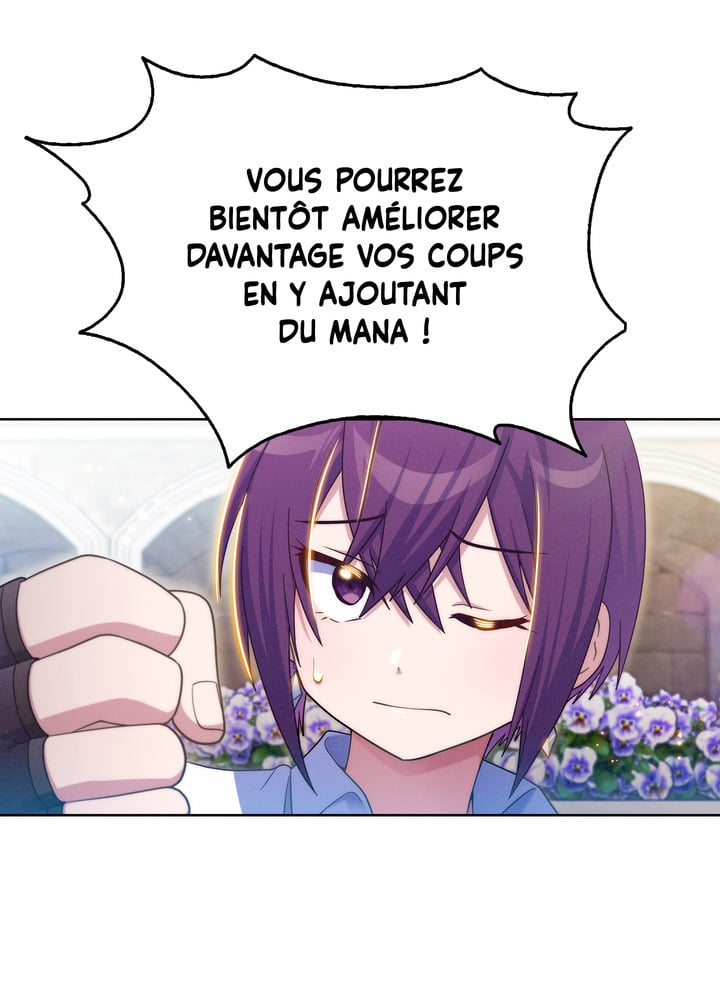 VOUS POURREZ
BIENTÔT AMÉLIORER
DAVANTAGE VOS COUPS
EN Y AJOUTANT
DU MANA !